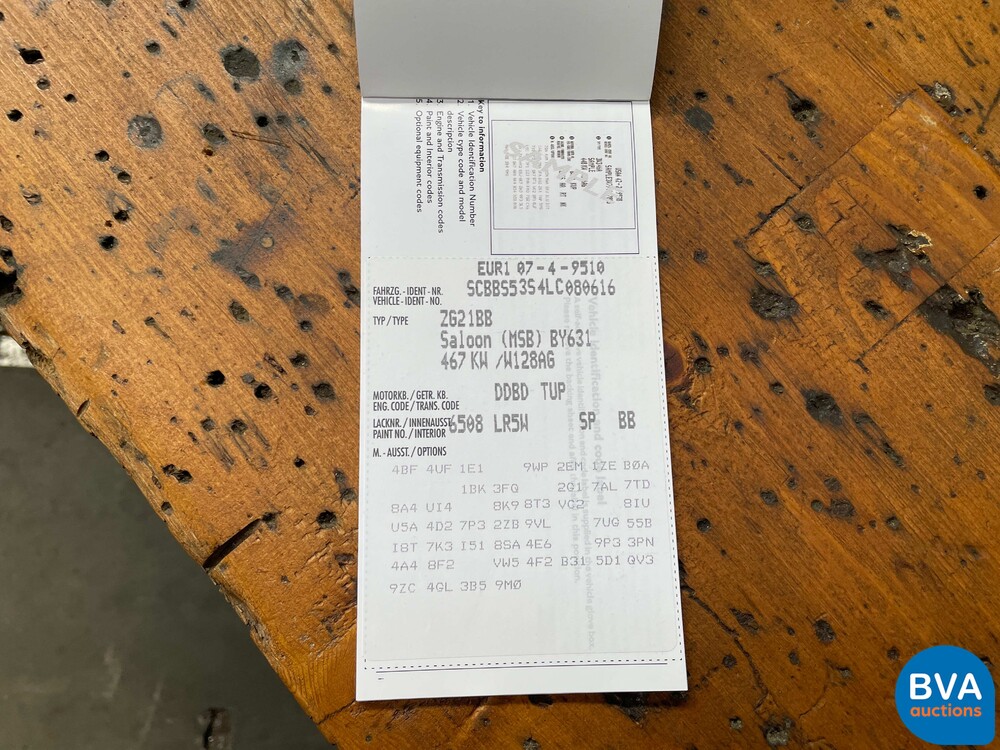 Key to information
1 Vehicle Identification Number
2 Vehicle type code and model
description
3 Engine and Transmission codes
4 Paint and Interior codes
5 Optional equipment codes
SAMPLE
EUR1 07-4-9510
FAHRZG.-IDENT-NR.
VEHICLE-IDENT-NO.
SCBBS53S4LC080616
TYP / TYPE
ZG21BB
Saloon (MSB) BY631
467 KW /W128AG
MOTORKB. / GETR. KB.
ENG. CODE / TRANS. CODE
DDBD TUP
LACKNR. / INNENAUSST.
PAINT NO. / INTERIOR
6508 LR5W SP BB
M.- AUSST. / OPTIONS
4BF 4UF 1E1 9WP 2EM 1ZE B0A
1BK 3FQ 2G1 7AL 7TD
8A4 UI4 8K9 8T3 VC2 8IU
U5A 4D2 7P3 2ZB 9VL 7UG 55B
I8T 7K3 I51 8SA 4E6 9P3 3PN
4A4 8F2 VW5 4F2 B31 5D1 QV3
9ZC 4GL 3B5 9M0
BVA
auctions